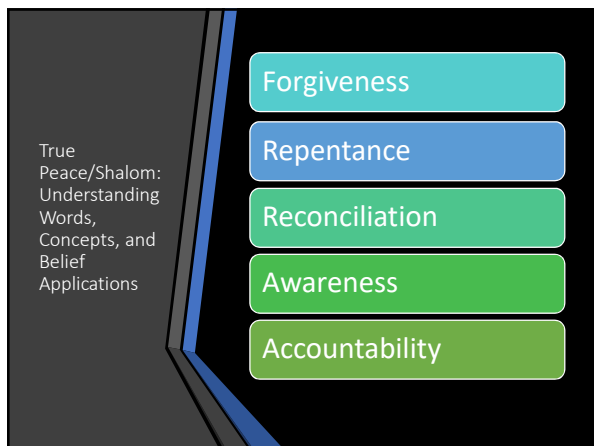 True
Peace/Shalom:
Understanding
Words,
Concepts, and
Belief
Applications
Forgiveness
Repentance
Reconciliation
Awareness
Accountability